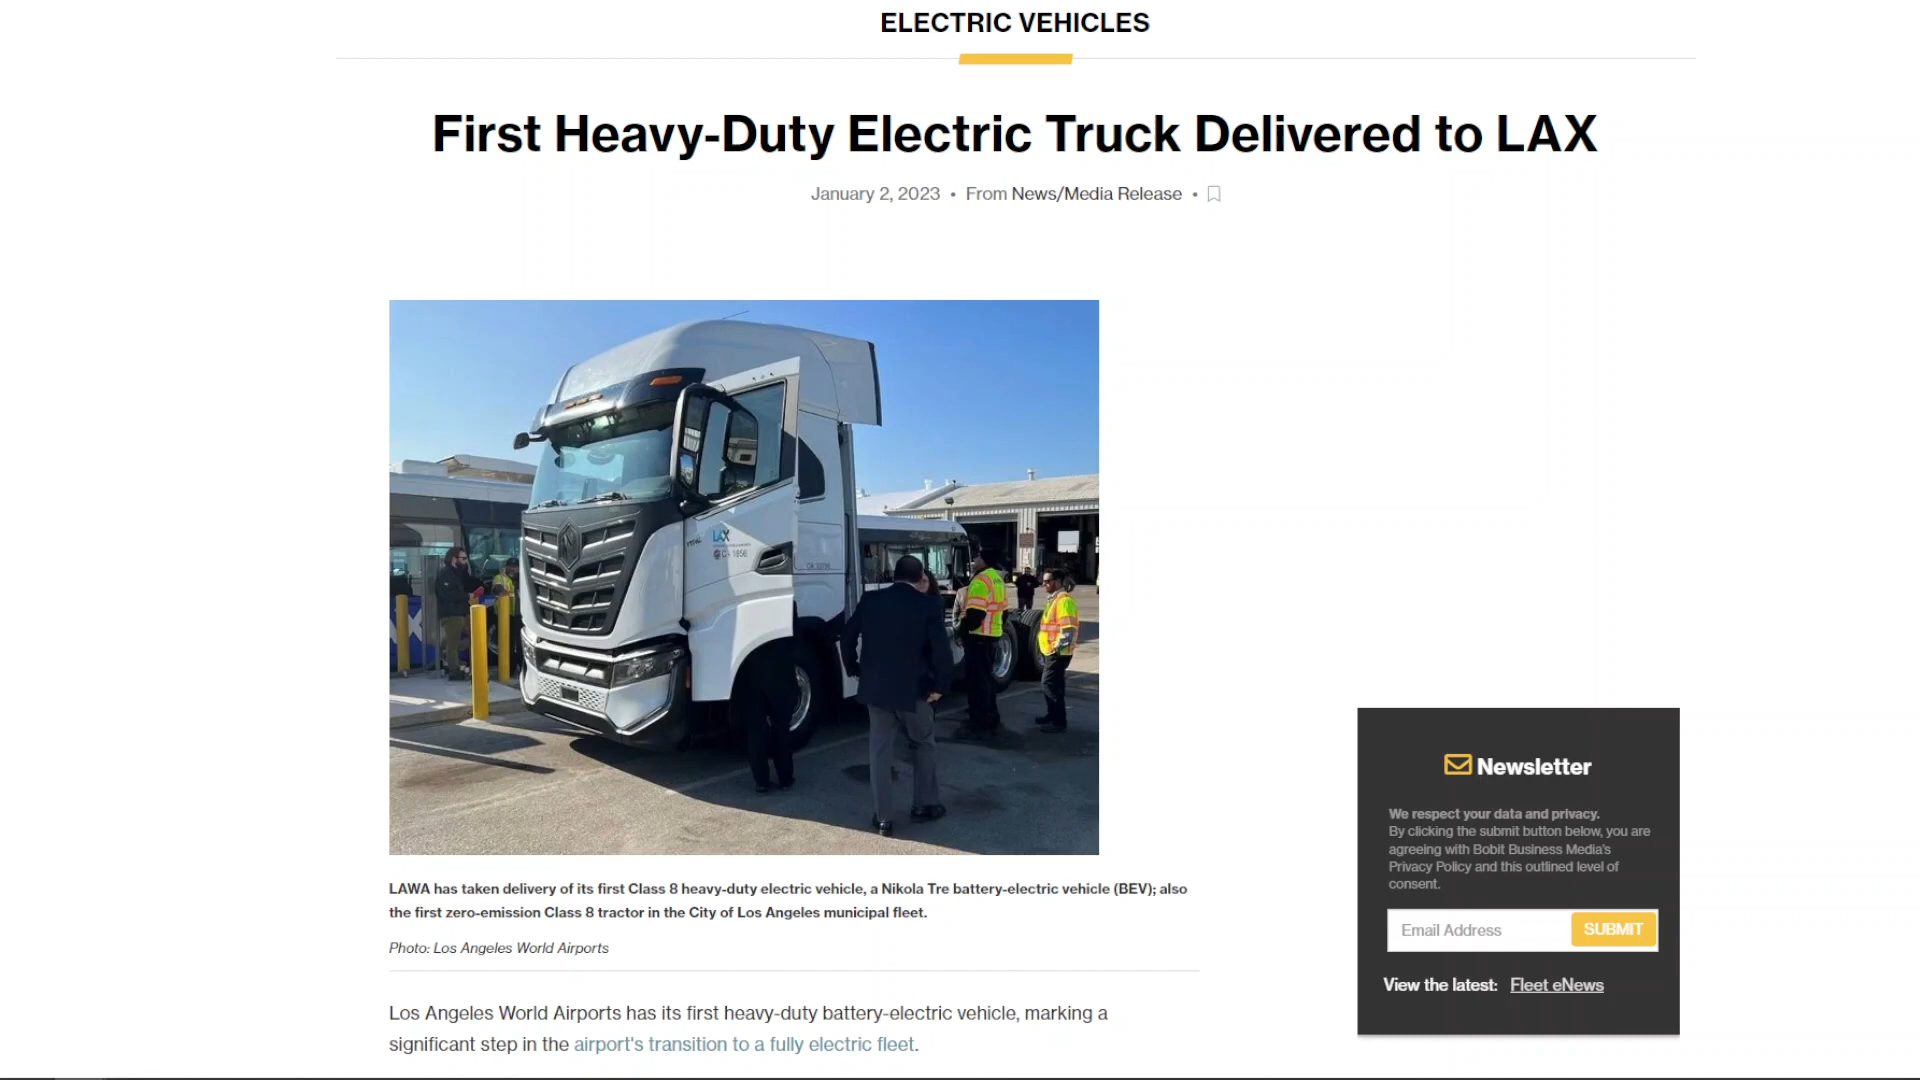 ELECTRIC VEHICLES
First Heavy-Duty Electric Truck Delivered to LAX
January 2, 2023 • From News/Media Release •
LAX
LAWA has taken delivery of its first Class 8 heavy-duty electric vehicle, a Nikola Tre battery-electric vehicle (BEV); also
the first zero-emission Class 8 tractor in the City of Los Angeles municipal fleet.
Photo: Los Angeles World Airports
Los Angeles World Airports has its first heavy-duty battery-electric vehicle, marking a
significant step in the airport's transition to a fully electric fleet.
Newsletter
We respect your data and privacy.
By clicking the submit button below, you are
agreeing with Bobit Business Media's
Privacy Policy and this outlined level of
consent.
Email Address SUBMIT
View the latest: Fleet eNews